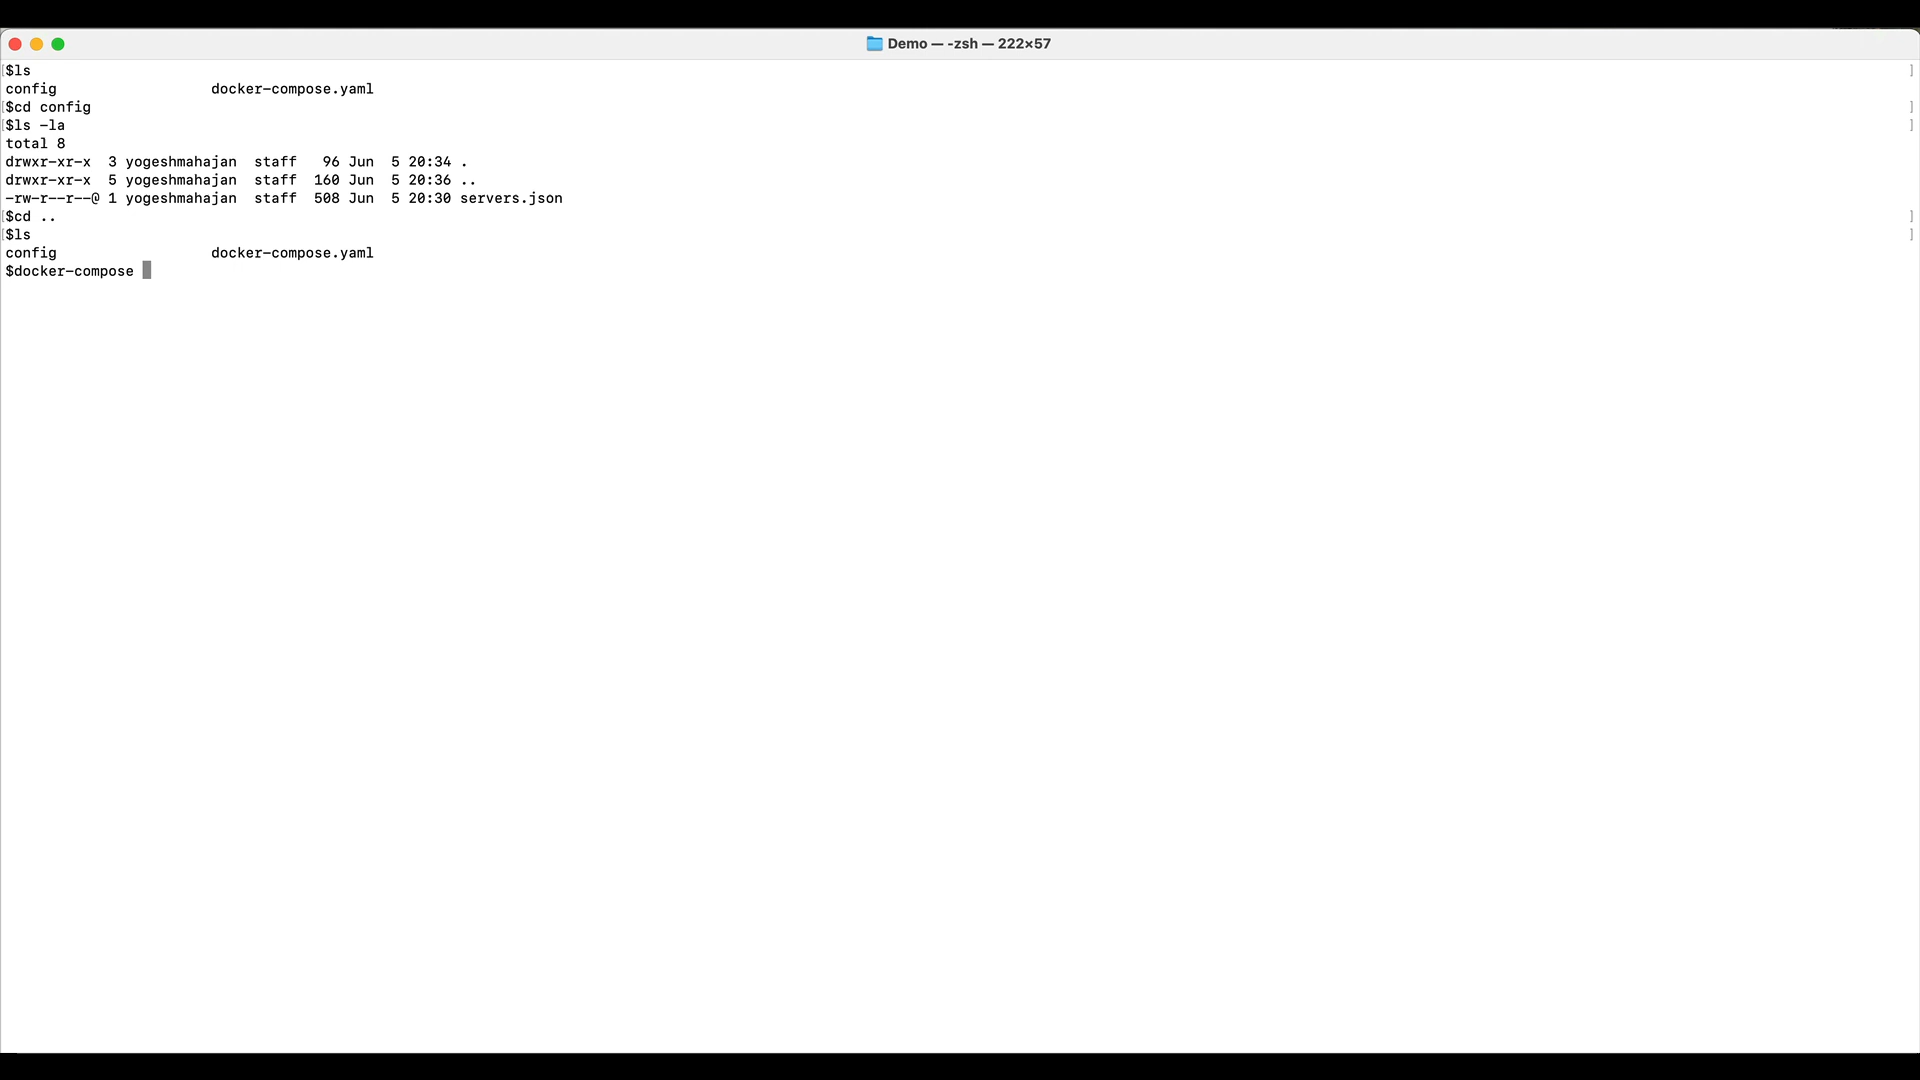 Demo — -zsh — 222×57
[$ls ]
config docker-compose.yaml
[$cd config ]
[$ls -la ]
total 8
drwxr-xr-x 3 yogeshmahajan staff 96 Jun 5 20:34 .
drwxr-xr-x 5 yogeshmahajan staff 160 Jun 5 20:36 ..
-rw-r--r--@ 1 yogeshmahajan staff 508 Jun 5 20:30 servers.json
[$cd .. ]
[$ls ]
config docker-compose.yaml
$docker-compose